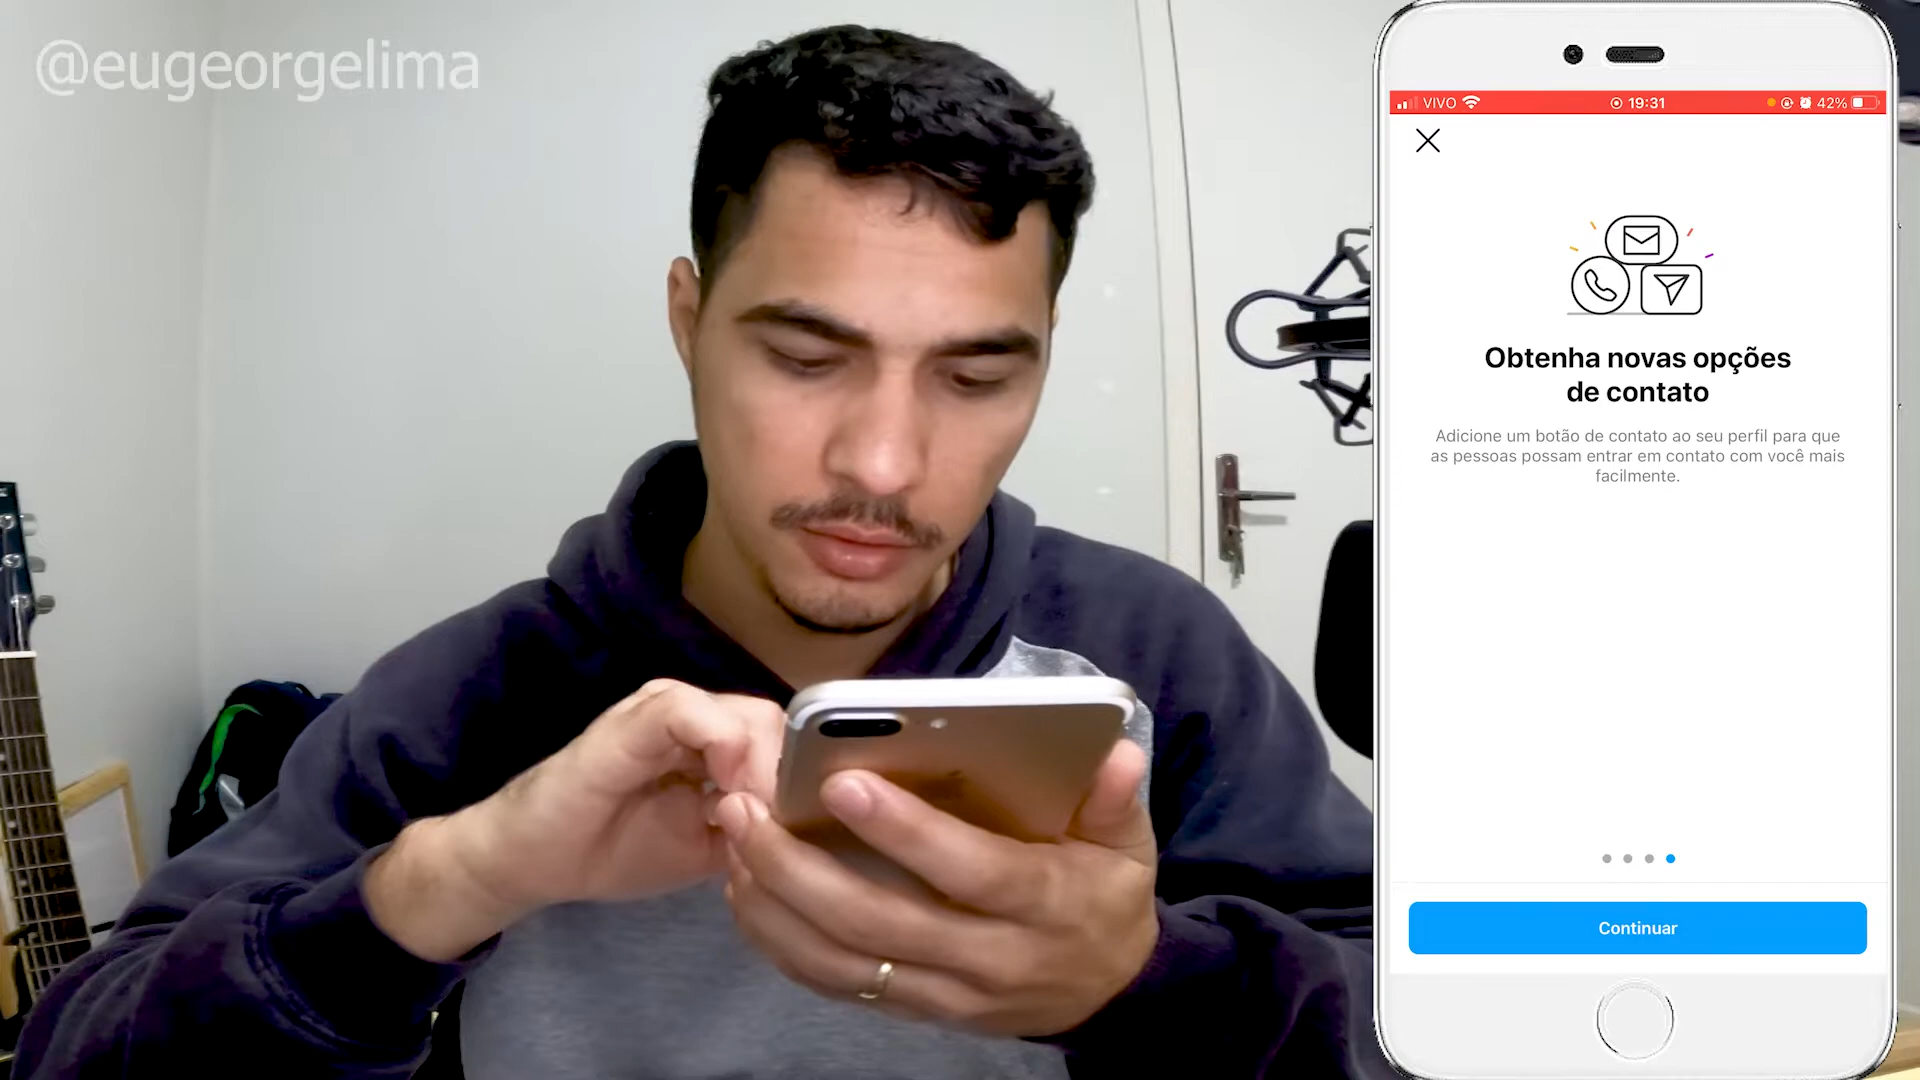 @eugeorgelima
VIVO 19:31 42%
Obtenha novas opções
de contato
Adicione um botão de contato ao seu perfil para que
as pessoas possam entrar em contato com você mais
facilmente.
Continuar